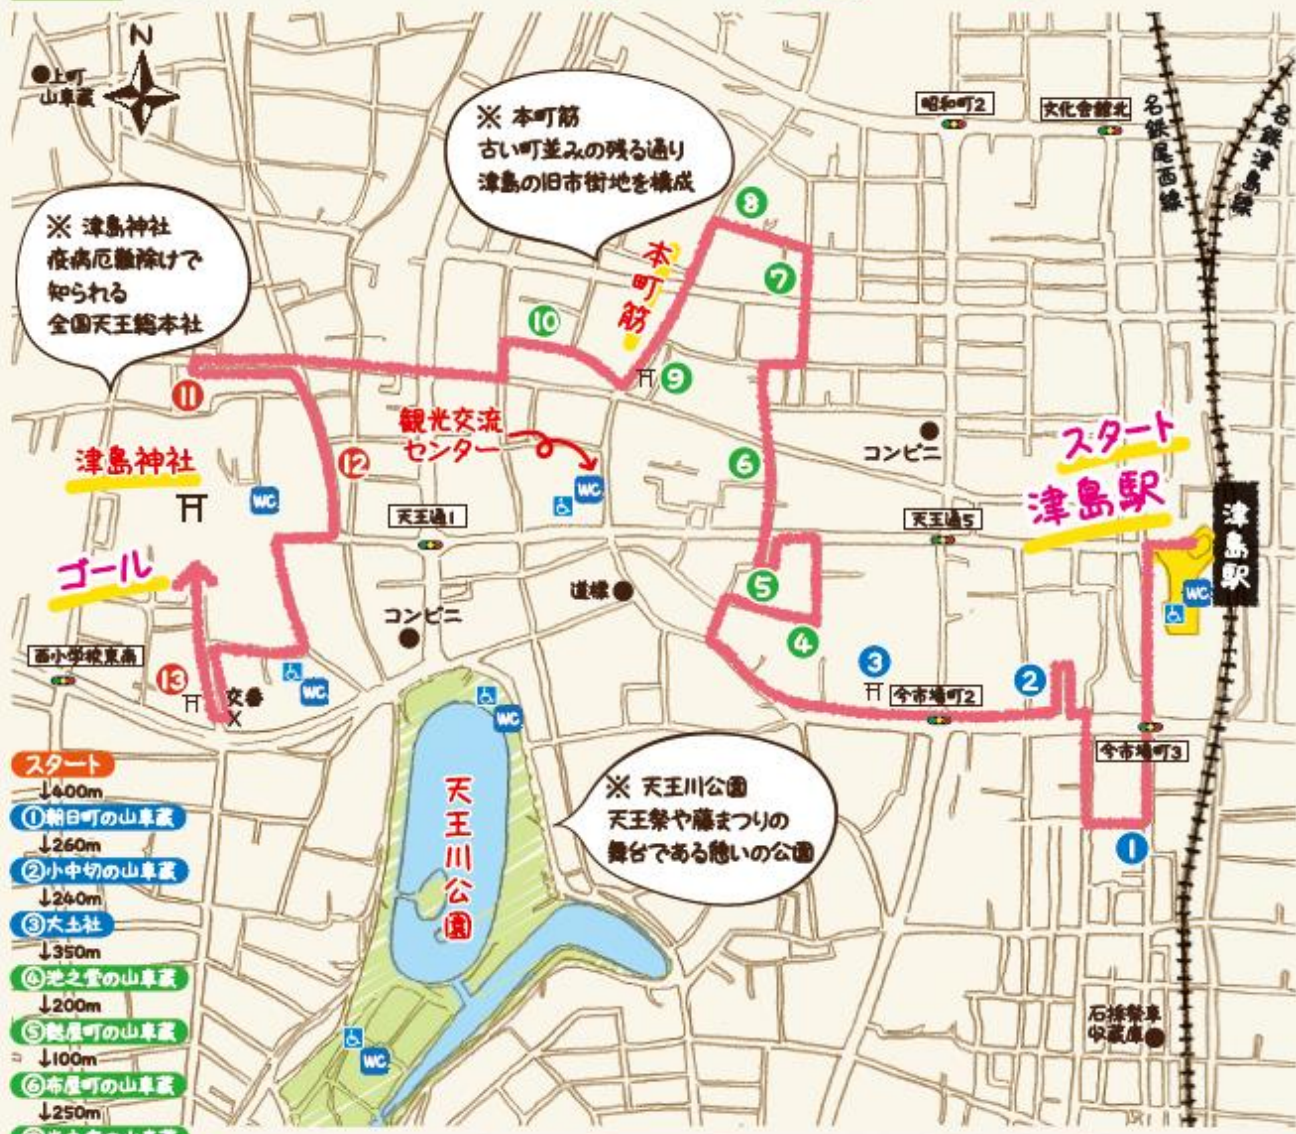 N
上町
山車蔵
※ 本町筋
古い町並みの残る通り
津島の旧市街地を構成
昭和町2
文化会館北
名鉄尾西線
名鉄津島線
※ 津島神社
疫病厄難除けで
知られる
全国天王総本社
8
7
本町筋
10
9
11
観光交流
センター
12
6
コンビニ
スタート
津島駅
津島神社
WC
WC
天王通1
天王通5
津島駅
ゴール
5
道標
WC
コンビニ
4
3
西小学校東南
13
交番
X
WC
2
今市場町2
WC
今市場町3
1
天王川公園
※ 天王川公園
天王祭や藤まつりの
舞台である憩いの公園
WC
石採祭車
収蔵庫
スタート
↓400m
①朝日町の山車蔵
↓260m
②小中切の山車蔵
↓240m
③大土社
↓350m
④池之堂の山車蔵
↓200m
⑤麩屋町の山車蔵
↓100m
⑥布屋町の山車蔵
↓250m